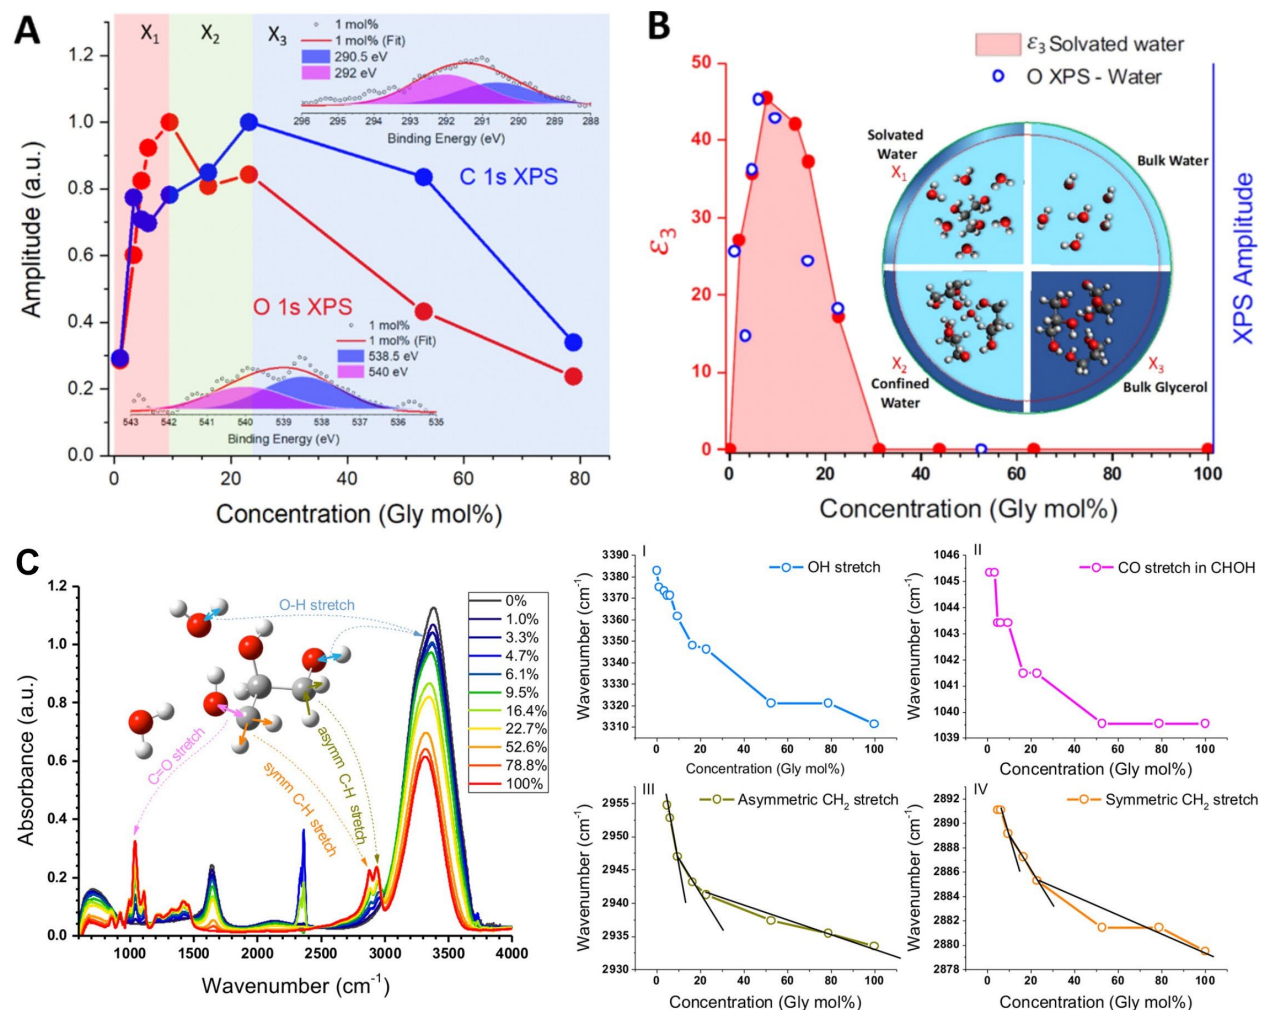 A
X1
X2
X3
1 mol%
1 mol% (Fit)
290.5 eV
292 eV
296 295 294 293 292 291 290 289 288
Binding Energy (eV)
C 1s XPS
O 1s XPS
1 mol%
1 mol% (Fit)
538.5 eV
540 eV
543 542 541 540 539 538 537 536 535
Binding Energy (eV)
Amplitude (a.u.)
1.2
1.0
0.8
0.6
0.4
0.2
0.0
0 20 40 60 80
Concentration (Gly mol%)
B
ε3 Solvated water
O XPS - Water
ε3
50
40
30
20
10
0
0 20 40 60 80 100
Concentration (Gly mol%)
XPS Amplitude
Solvated
Water
X1
Bulk Water
X2
Confined
Water
X3
Bulk Glycerol
C
Absorbance (a.u.)
1.2
1.0
0.8
0.6
0.4
0.2
0.0
1000 1500 2000 2500 3000 3500 4000
Wavenumber (cm-1)
O-H stretch
C=O stretch
symm C-H stretch
asymm C-H stretch
0%
1.0%
3.3%
4.7%
6.1%
9.5%
16.4%
22.7%
52.6%
78.8%
100%
I
OH stretch
Wavenumber (cm-1)
3390
3380
3370
3360
3350
3340
3330
3320
3310
0 20 40 60 80 100
Concentration (Gly mol%)
II
CO stretch in CHOH
Wavenumber (cm-1)
1046
1045
1044
1043
1042
1041
1040
1039
0 20 40 60 80 100
Concentration (Gly mol%)
III
Asymmetric CH2 stretch
Wavenumber (cm-1)
2955
2950
2945
2940
2935
2930
0 20 40 60 80 100
Concentration (Gly mol%)
IV
Symmetric CH2 stretch
Wavenumber (cm-1)
2892
2890
2888
2886
2884
2882
2880
2878
0 20 40 60 80 100
Concentration (Gly mol%)